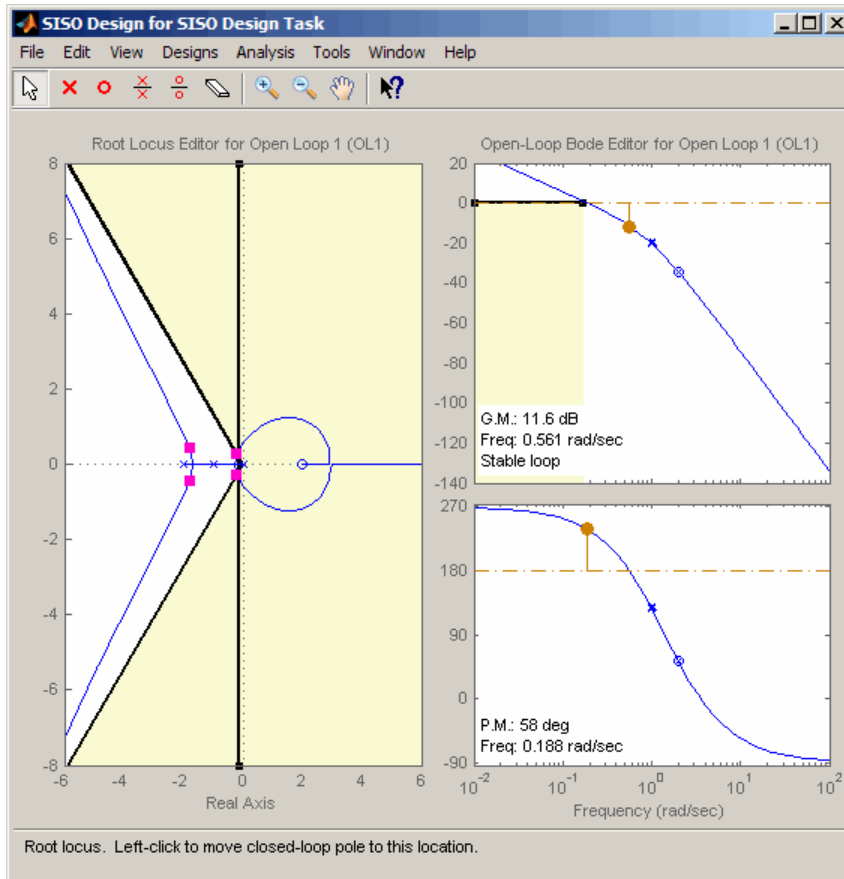 SISO Design for SISO Design Task
File Edit View Designs Analysis Tools Window Help
Root Locus Editor for Open Loop 1 (OL1)
8
6
4
2
0
-2
-4
-6
-8
-6 -4 -2 0 2 4 6
Real Axis
Open-Loop Bode Editor for Open Loop 1 (OL1)
20
0
-20
-40
-60
-80
-100
-120
-140
G.M.: 11.6 dB
Freq: 0.561 rad/sec
Stable loop
270
180
90
0
-90
P.M.: 58 deg
Freq: 0.188 rad/sec
10^-2 10^-1 10^0 10^1 10^2
Frequency (rad/sec)
Root locus. Left-click to move closed-loop pole to this location.